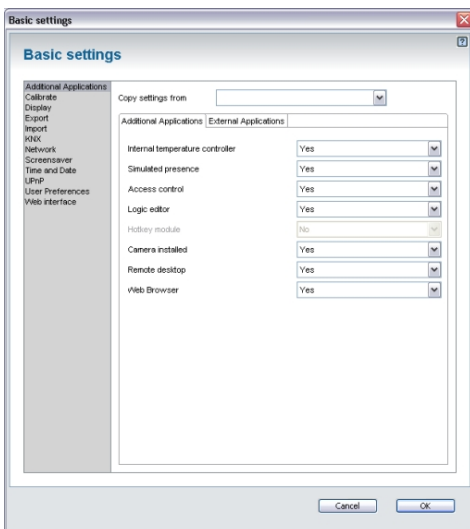 Basic settings
Basic settings
Additional Applications
Calibrate
Display
Export
Import
KNX
Network
Screensaver
Time and Date
UPnP
User Preferences
Web interface
Copy settings from
Additional Applications External Applications
Internal temperature controller Yes
Simulated presence Yes
Access control Yes
Logic editor Yes
Hotkey module No
Camera installed Yes
Remote desktop Yes
Web Browser Yes
Cancel OK